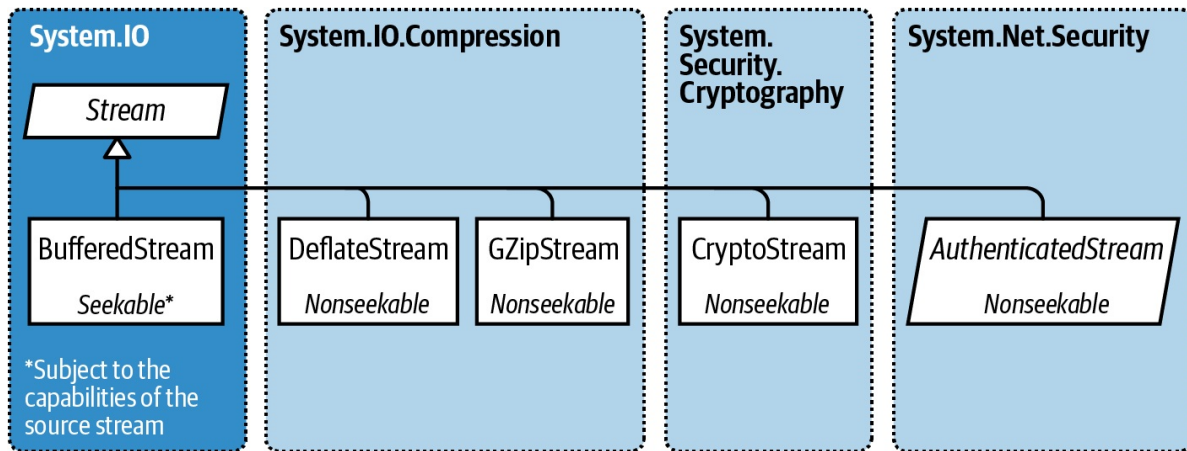 System.IO
Stream
BufferedStream
Seekable*
*Subject to the
capabilities of the
source stream
System.IO.Compression
DeflateStream
Nonseekable
GZipStream
Nonseekable
System.
Security.
Cryptography
CryptoStream
Nonseekable
System.Net.Security
AuthenticatedStream
Nonseekable